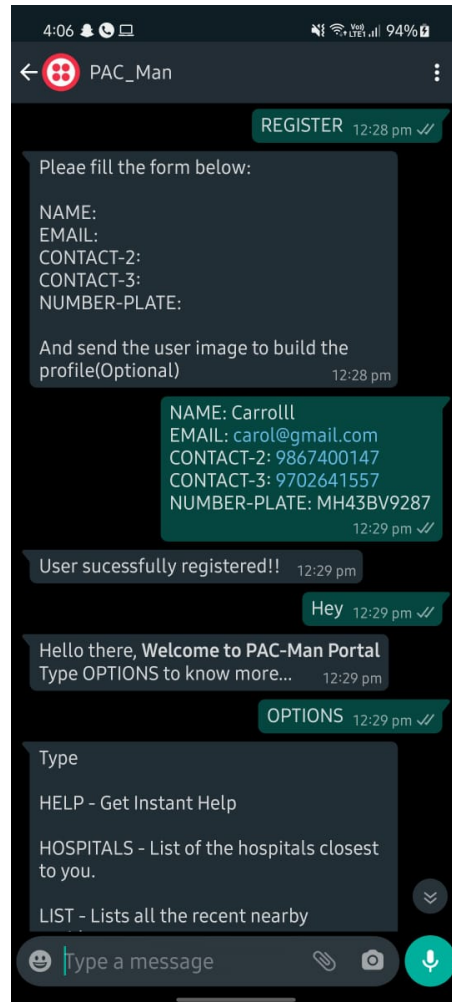 4:06 94%
PAC_Man
REGISTER 12:28 pm
Pleae fill the form below:
NAME:
EMAIL:
CONTACT-2:
CONTACT-3:
NUMBER-PLATE:
And send the user image to build the
profile(Optional) 12:28 pm
NAME: Carrolll
EMAIL: carol@gmail.com
CONTACT-2: 9867400147
CONTACT-3: 9702641557
NUMBER-PLATE: MH43BV9287
12:29 pm
User sucessfully registered!! 12:29 pm
Hey 12:29 pm
Hello there, Welcome to PAC-Man Portal
Type OPTIONS to know more... 12:29 pm
OPTIONS 12:29 pm
Type
HELP - Get Instant Help
HOSPITALS - List of the hospitals closest
to you.
LIST - Lists all the recent nearby
Type a message